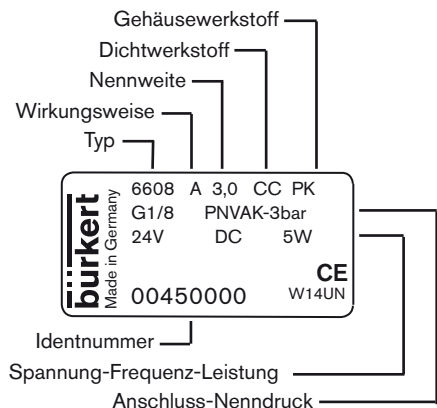 Gehäusewerkstoff
Dichtwerkstoff
Nennweite
Wirkungsweise
Typ
bürkert
Made in Germany
6608 A 3,0 CC PK
G1/8 PNVAK-3bar
24V DC 5W
CE
00450000 W14UN
Identnummer
Spannung-Frequenz-Leistung
Anschluss-Nenndruck